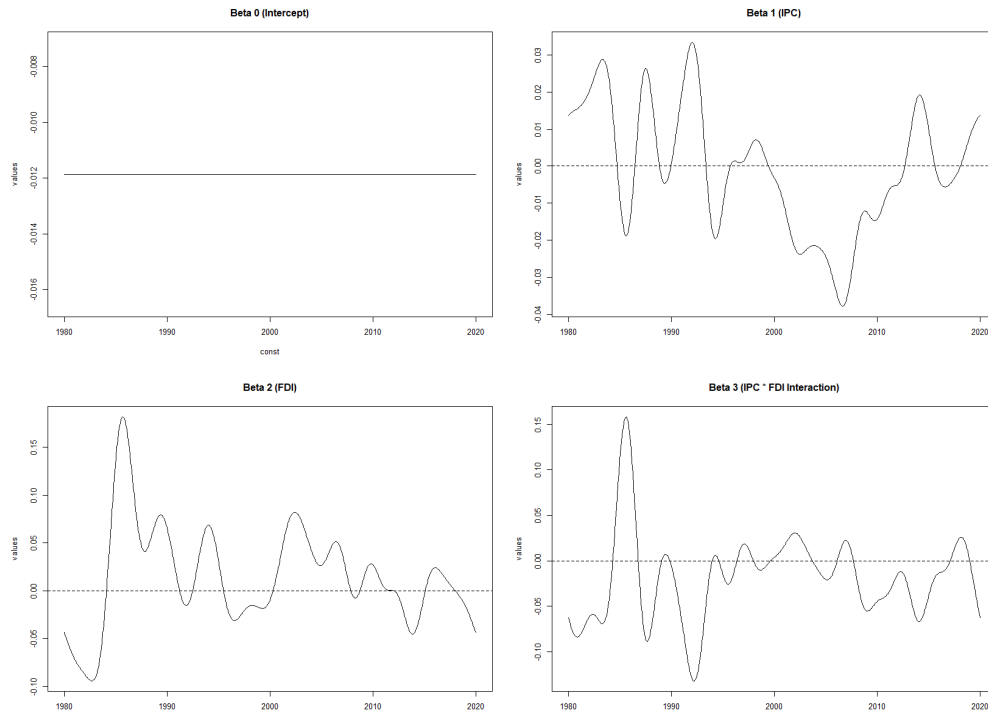 Beta 0 (Intercept)
values
-0.008
-0.010
-0.012
-0.014
-0.016
1980 1990 2000 2010 2020
const
Beta 1 (IPC)
values
0.03
0.02
0.01
0.00
-0.01
-0.02
-0.03
-0.04
1980 1990 2000 2010 2020
Beta 2 (FDI)
values
0.15
0.10
0.05
0.00
-0.05
-0.10
1980 1990 2000 2010 2020
Beta 3 (IPC * FDI Interaction)
values
0.15
0.10
0.05
0.00
-0.05
-0.10
1980 1990 2000 2010 2020